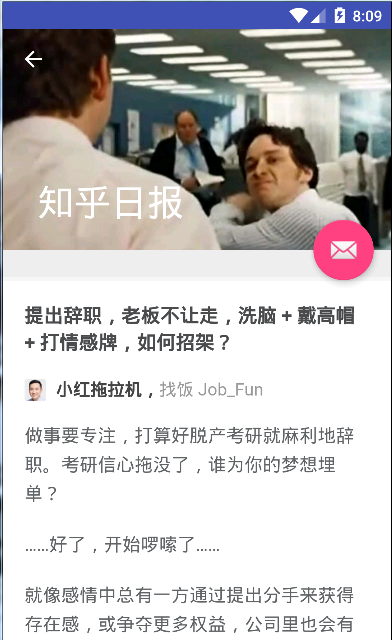 8:09
知乎日报
提出辞职，老板不让走，洗脑 + 戴高帽
+ 打情感牌，如何招架？
小红拖拉机，找饭 Job_Fun
做事要专注，打算好脱产考研就麻利地辞
职。考研信心拖没了，谁为你的梦想埋
单？
……好了，开始啰嗦了……
就像感情中总有一方通过提出分手来获得
存在感，或争夺更多权益，公司里也会有